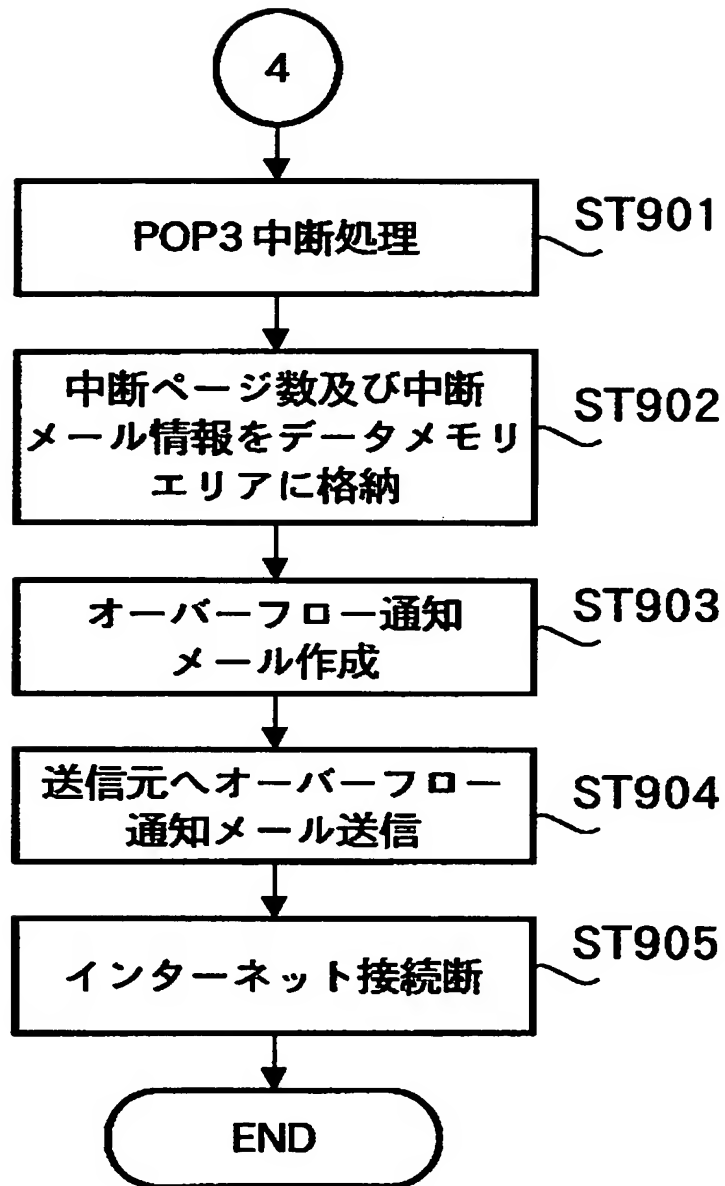 4
POP3中断処理
ST901
中断ページ数及び中断
メール情報をデータメモリ
エリアに格納
ST902
オーバーフロー通知
メール作成
ST903
送信元へオーバーフロー
通知メール送信
ST904
インターネット接続断
ST905
END